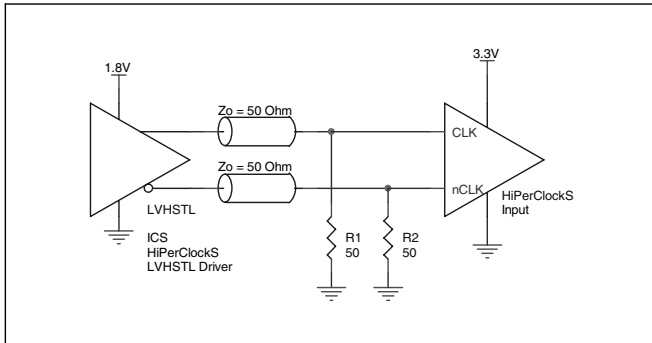 1.8V
3.3V
Zo = 50 Ohm
CLK
Zo = 50 Ohm
nCLK
HiPerClockS
Input
LVHSTL
ICS
HiPerClockS
LVHSTL Driver
R1
50
R2
50